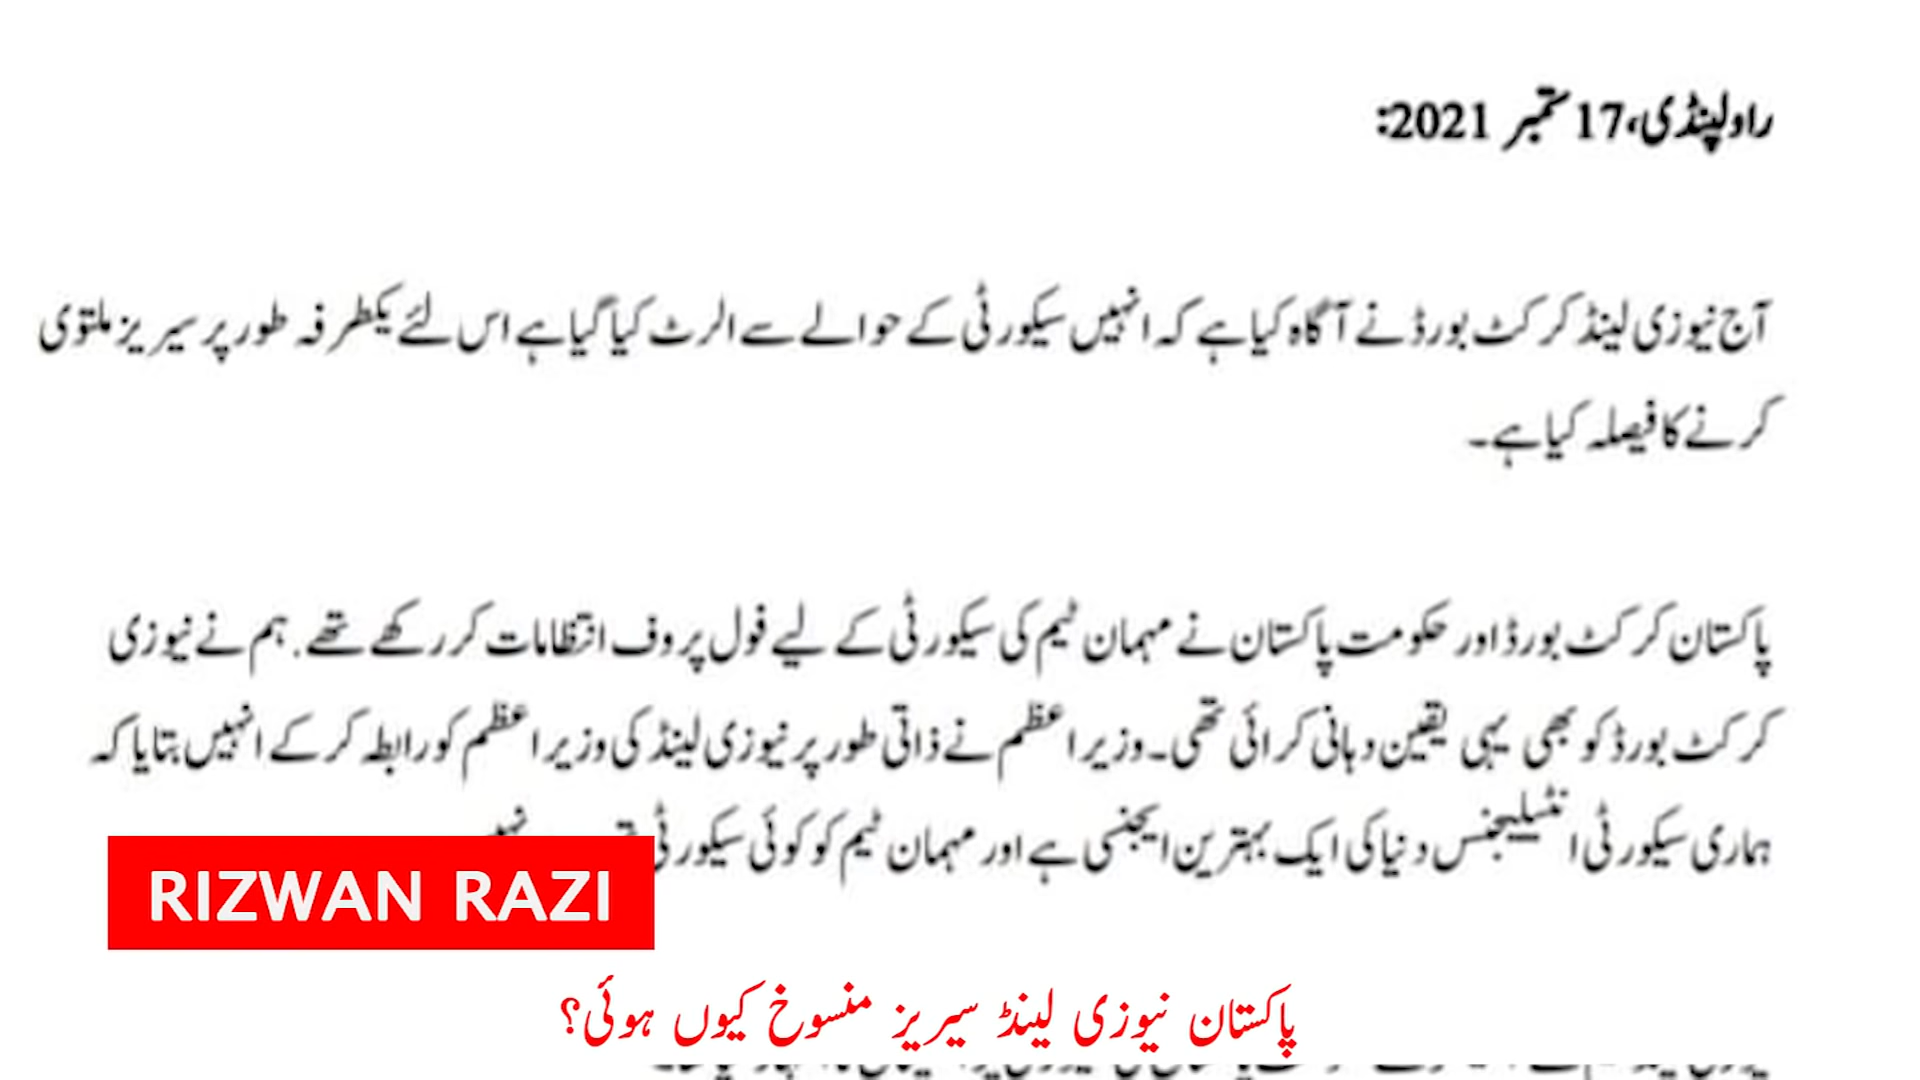 راولپنڈی،17 ستمبر 2021:
آج نیوزی لینڈ کرکٹ بورڈ نے آگاہ کیا ہے کہ انہیں سیکورٹی کے حوالے سے الرٹ کیا گیا ہے اس لئے یکطرفہ طور پر سیریز ملتوی
کرنے کا فیصلہ کیا ہے۔
پاکستان کرکٹ بورڈ اور حکومت پاکستان نے مہمان ٹیم کی سیکورٹی کے لیے فول پروف انتظامات کر رکھے تھے. ہم نے نیوزی
کرکٹ بورڈ کو بھی یہی یقین دہانی کرائی تھی۔ وزیر اعظم نے ذاتی طور پر نیوزی لینڈ کی وزیر اعظم کو رابطہ کر کے انہیں بتایا کہ
ہماری سیکورٹی انٹیلیجنس دنیا کی ایک بہترین ایجنسی ہے اور مہمان ٹیم کو کوئی سیکورٹی
RIZWAN RAZI
پاکستان نیوزی لینڈ سیریز منسوخ کیوں ہوئی؟